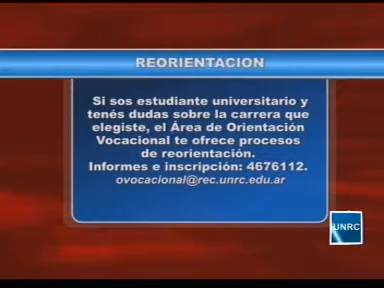 REORIENTACION
Si sos estudiante universitario y
tenés dudas sobre la carrera que
elegiste, el Área de Orientación
Vocacional te ofrece procesos
de reorientación.
Informes e inscripción: 4676112.
ovocacional@rec.unrc.edu.ar
UNRC